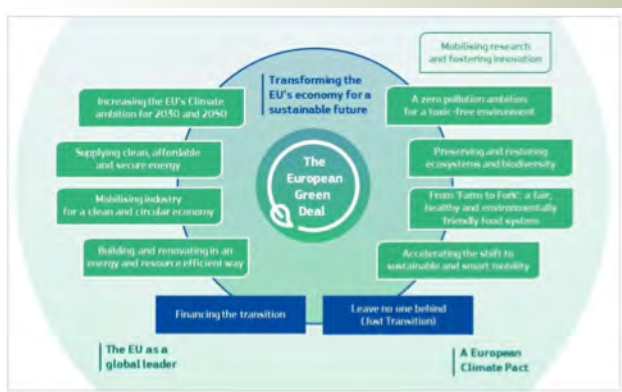 Mobilising research
and fostering innovation
Transforming the
EU's economy for a
sustainable future
Increasing the EU's Climate
ambition for 2030 and 2050
A zero pollution ambition
for a toxic-free environment
Supplying clean, affordable
and secure energy
Preserving and restoring
ecosystems and biodiversity
The
European
Green
Deal
Mobilising industry
for a clean and circular economy
From 'Farm to Fork': a fair,
healthy and environmentally
friendly food system
Building and renovating in an
energy and resource efficient way
Accelerating the shift to
sustainable and smart mobility
Financing the transition
Leave no one behind
(Just Transition)
The EU as a
global leader
A European
Climate Pact